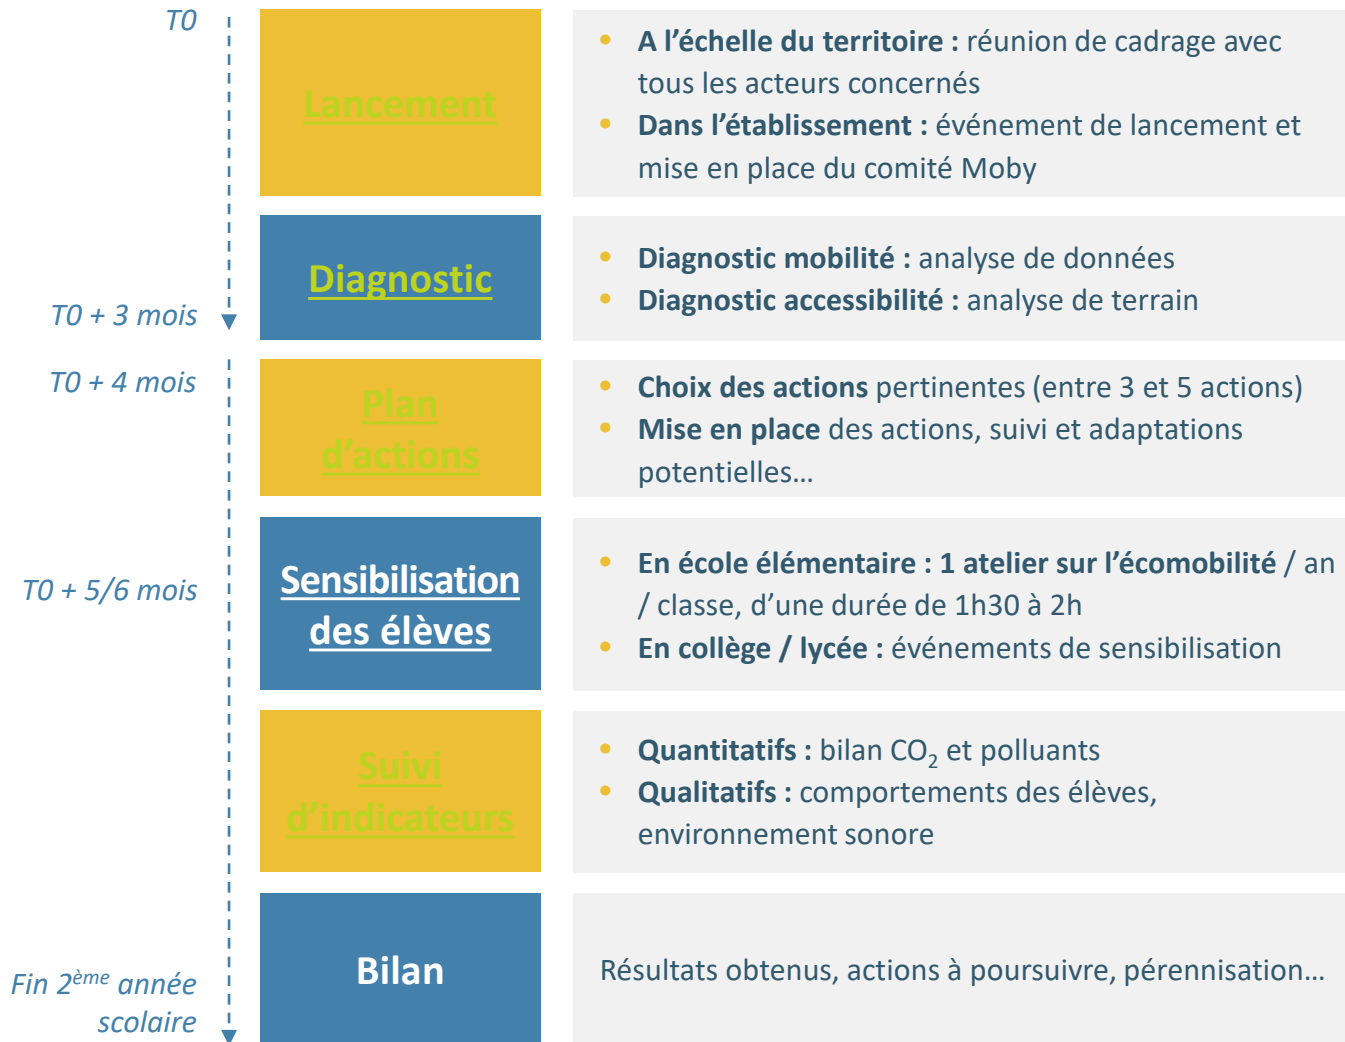 T0
Lancement
• A l’échelle du territoire : réunion de cadrage avec
tous les acteurs concernés
• Dans l’établissement : événement de lancement et
mise en place du comité Moby
Diagnostic
• Diagnostic mobilité : analyse de données
• Diagnostic accessibilité : analyse de terrain
T0 + 3 mois
T0 + 4 mois
Plan
d’actions
• Choix des actions pertinentes (entre 3 et 5 actions)
• Mise en place des actions, suivi et adaptations
potentielles…
T0 + 5/6 mois
Sensibilisation
des élèves
• En école élémentaire : 1 atelier sur l’écomobilité / an
/ classe, d’une durée de 1h30 à 2h
• En collège / lycée : événements de sensibilisation
Suivi
d’indicateurs
• Quantitatifs : bilan CO₂ et polluants
• Qualitatifs : comportements des élèves,
environnement sonore
Fin 2ème année
scolaire
Bilan
Résultats obtenus, actions à poursuivre, pérennisation…